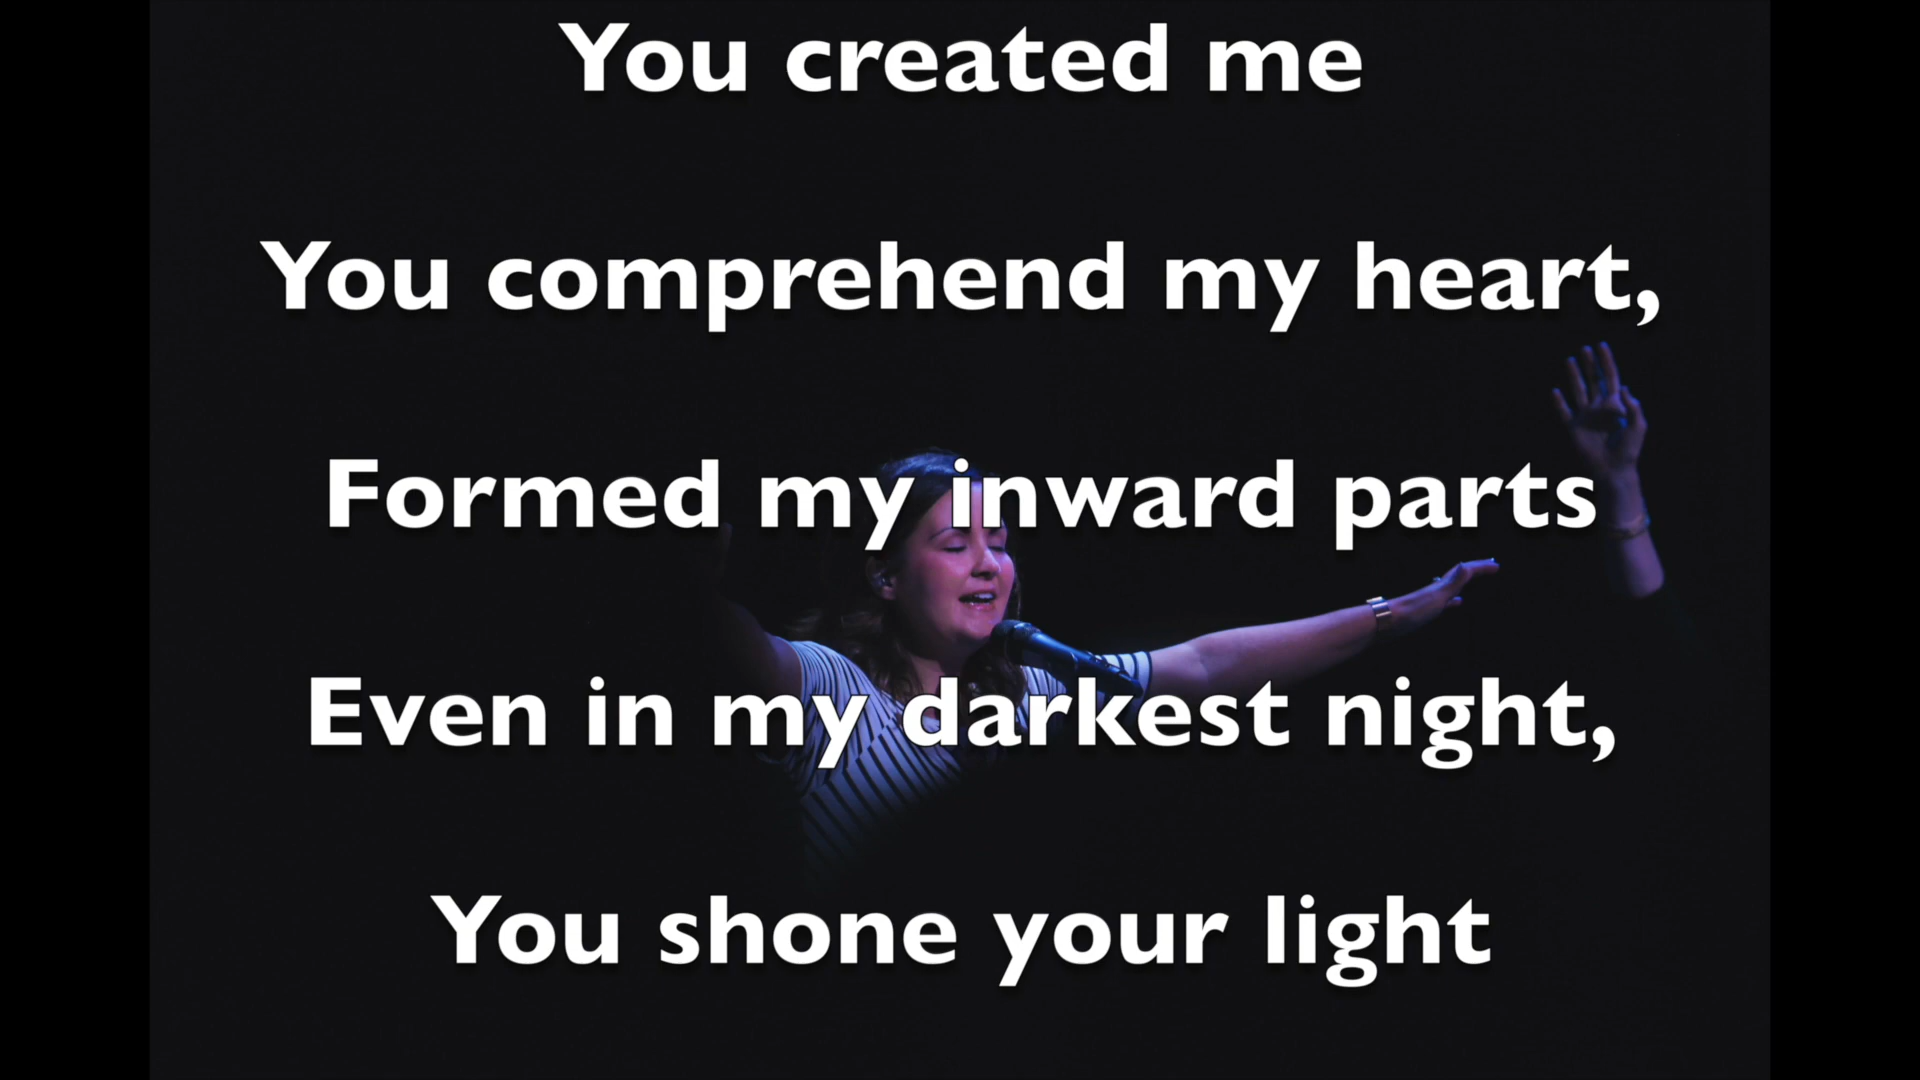 You created me
You comprehend my heart,
Formed my inward parts
Even in my darkest night,
You shone your light